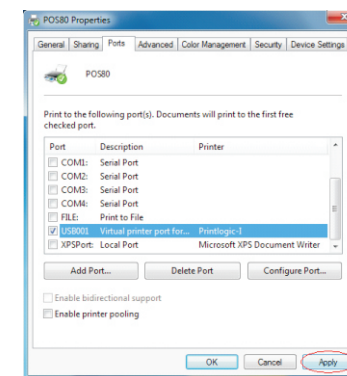 POS80 Properties
General Sharing Ports Advanced Color Management Security Device Settings
POS80
Print to the following port(s). Documents will print to the first free
checked port.
Port Description Printer
COM1: Serial Port
COM2: Serial Port
COM3: Serial Port
COM4: Serial Port
FILE: Print to File
USB001 Virtual printer port for... Printlogic-1
XPSPort: Local Port Microsoft XPS Document Writer
Add Port... Delete Port Configure Port...
Enable bidirectional support
Enable printer pooling
OK Cancel Apply